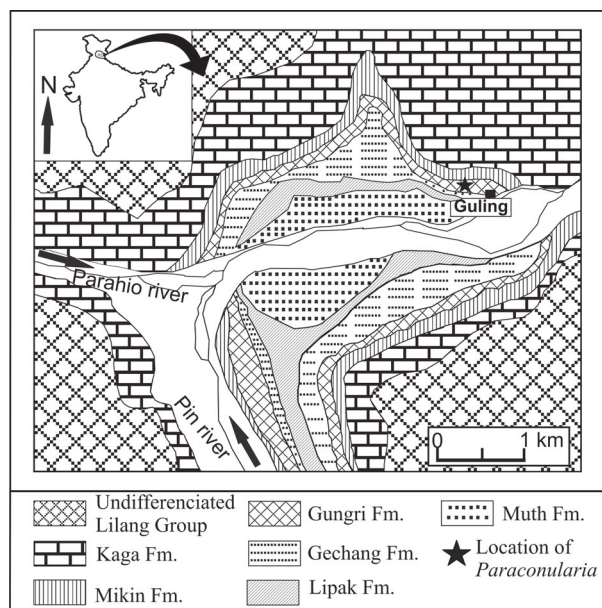 N
Guling
Parahio river
Pin river
0 1 km
Undifferenciated
Lilang Group
Kaga Fm.
Mikin Fm.
Gungri Fm.
Gechang Fm.
Lipak Fm.
Muth Fm.
Location of
Paraconularia